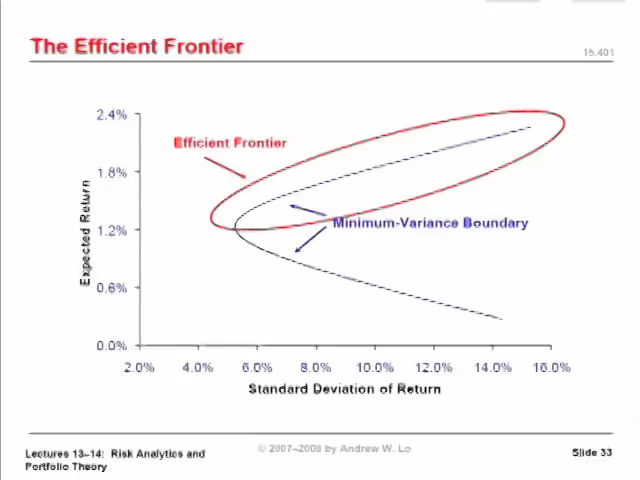 The Efficient Frontier
15.401
2.4%
Efficient Frontier
1.8%
Minimum-Variance Boundary
1.2%
Expected Return
0.6%
0.0%
2.0% 4.0% 6.0% 8.0% 10.0% 12.0% 14.0% 16.0%
Standard Deviation of Return
Lectures 13–14: Risk Analytics and
Portfolio Theory
© 2007–2008 by Andrew W. Lo
Slide 33